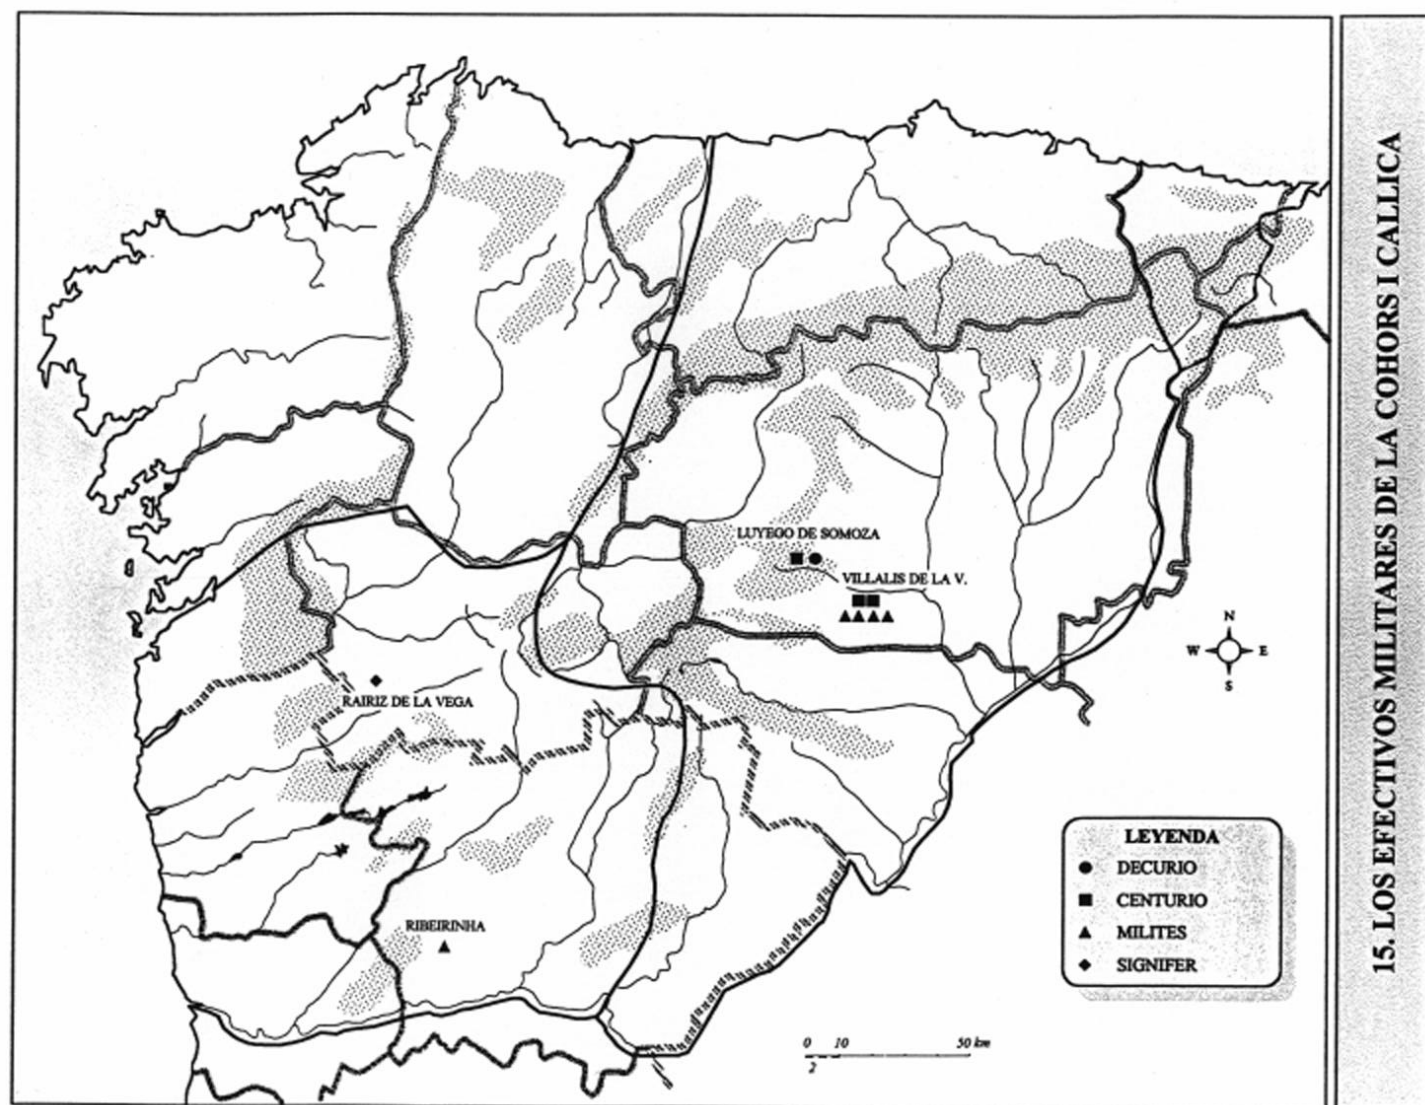 LUYEGO DE SOMOZA
VILLALIS DE LA V.
N
W E
S
RAIRIZ DE LA VEGA
RIBEIRINHA
LEYENDA
DECURIO
CENTURIO
MILITES
SIGNIFER
0 10 50 km
2
15. LOS EFECTIVOS MILITARES DE LA COHORS I CALLICA